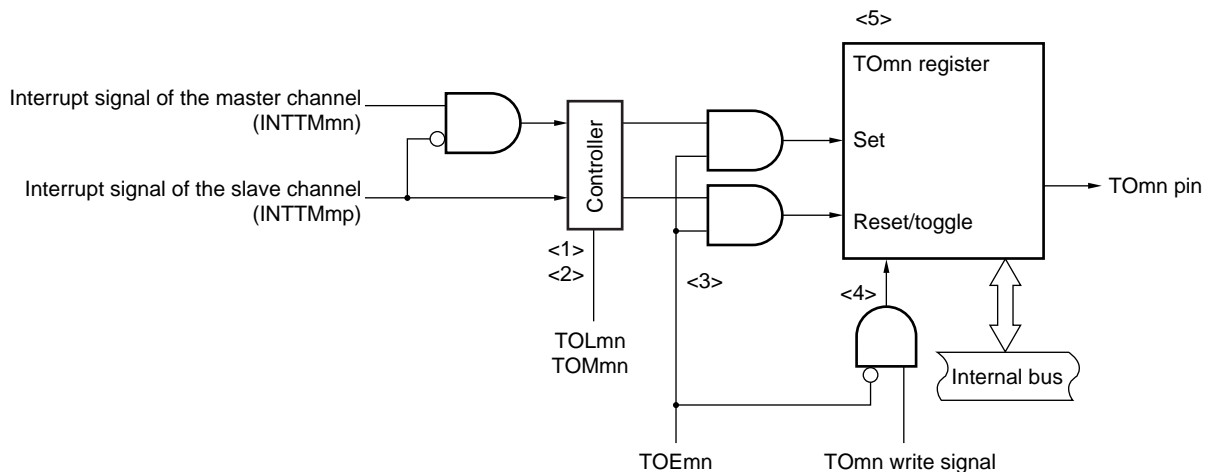 <5>
TOmn register
Interrupt signal of the master channel
(INTTMmn)
Controller
Set
Interrupt signal of the slave channel
(INTTMmp)
TOmn pin
Reset/toggle
<1>
<2>
<3>
<4>
TOLmn
TOMmn
Internal bus
TOEmn
TOmn write signal